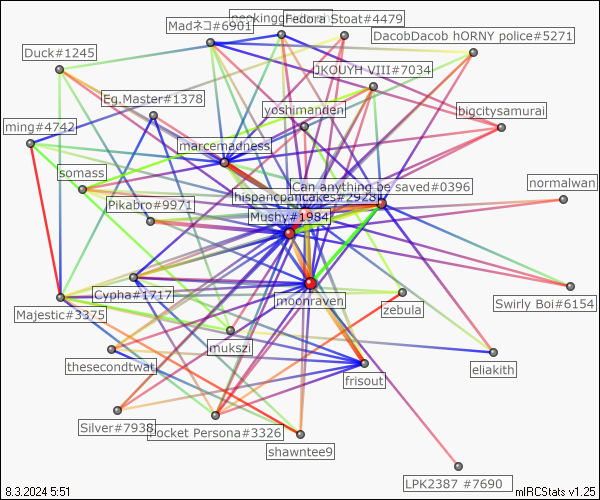 Madネコ#6901
Fedora Stoat#4479
DacobDacob hORNY police#5271
Duck#1245
JKOUYH VIII#7034
Eg.Master#1378
yoshimanden
bigcitysamurai
ming#4742
marcemadness
somass
Can anything be saved#0396
normalwan
hispanicpancakes#2928
Pikabro#9971
Mushy#1984
Cypha#1717
moonraven
Swirly Boi#6154
Majestic#3375
zebula
mukszi
thesecondtwat
eliakith
frisout
Silver#7938
Pocket Persona#3326
shawntee9
LPK2387 #7690
8.3.2024 5:51
mIRCStats v1.25